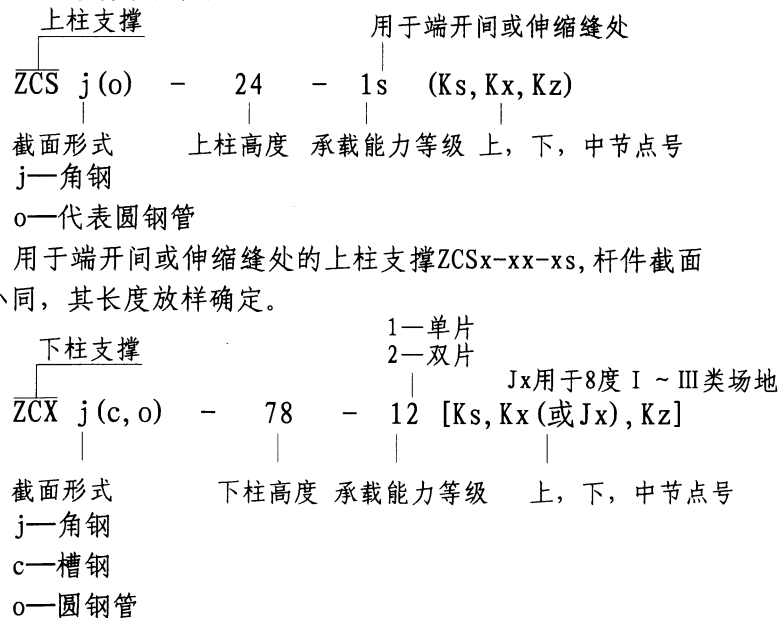 上柱支撑
用于端开间或伸缩缝处
ZCS j(o) - 24 - 1s (Ks,Kx,Kz)
截面形式 上柱高度 承载能力等级 上，下，中节点号
j—角钢
o—代表圆钢管
用于端开间或伸缩缝处的上柱支撑ZCSx-xx-xs,杆件截面
同，其长度放样确定。
1—单片
下柱支撑
2—双片
Jx用于8度Ⅰ~Ⅲ类场地
ZCX j(c,o) - 78 - 12 [Ks,Kx(或Jx),Kz]
截面形式 下柱高度 承载能力等级 上，下，中节点号
j—角钢
c—槽钢
o—圆钢管